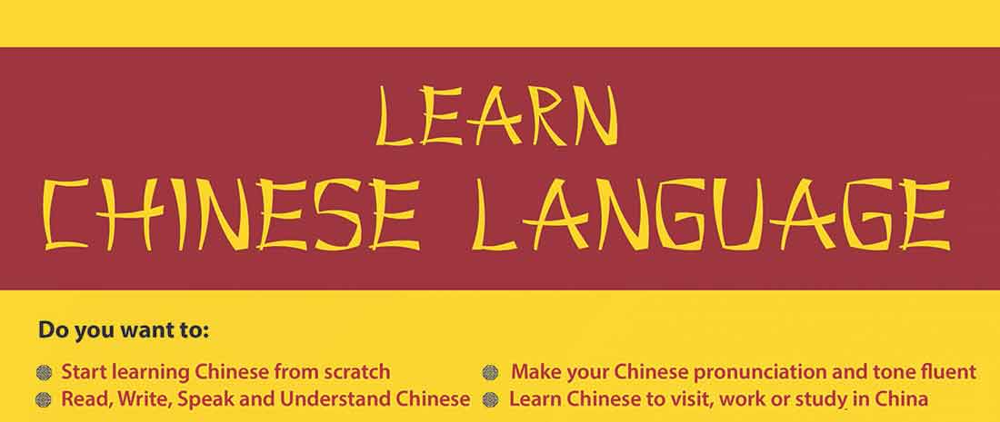 LEARN
CHINESE LANGUAGE
Do you want to:
Start learning Chinese from scratch
Read, Write, Speak and Understand Chinese
Make your Chinese pronunciation and tone fluent
Learn Chinese to visit, work or study in China